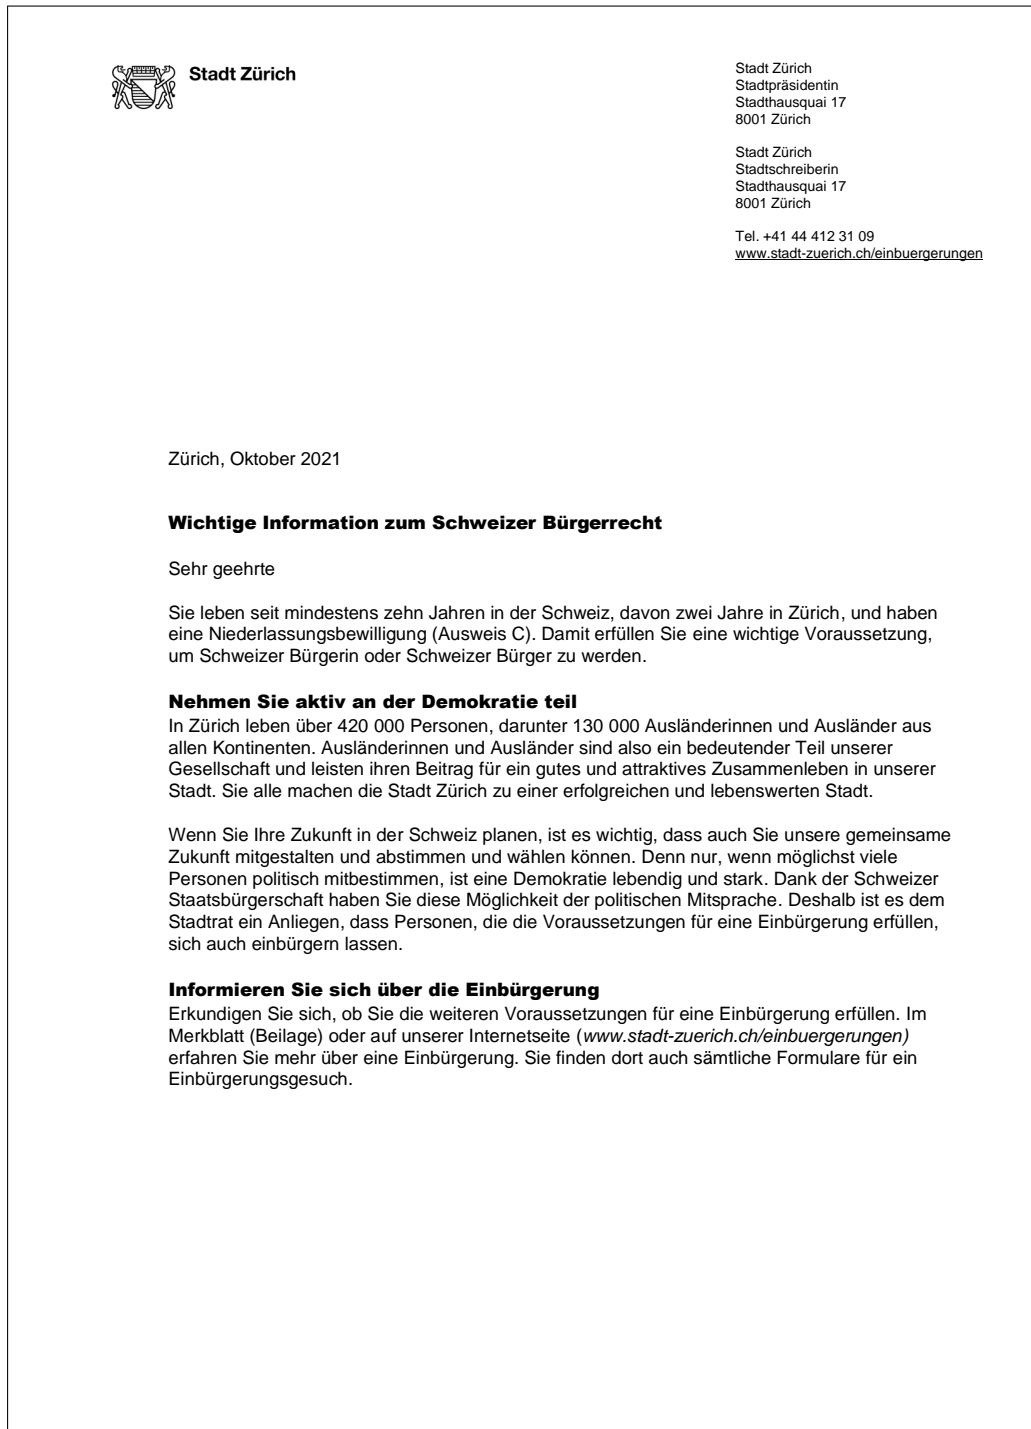 Stadt Zürich
Stadt Zürich
Stadtpräsidentin
Stadthausquai 17
8001 Zürich
Stadt Zürich
Stadtschreiberin
Stadthausquai 17
8001 Zürich
Tel. +41 44 412 31 09
www.stadt-zuerich.ch/einbuergerungen
Zürich, Oktober 2021
Wichtige Information zum Schweizer Bürgerrecht
Sehr geehrte
Sie leben seit mindestens zehn Jahren in der Schweiz, davon zwei Jahre in Zürich, und haben
eine Niederlassungsbewilligung (Ausweis C). Damit erfüllen Sie eine wichtige Voraussetzung,
um Schweizer Bürgerin oder Schweizer Bürger zu werden.
Nehmen Sie aktiv an der Demokratie teil
In Zürich leben über 420 000 Personen, darunter 130 000 Ausländerinnen und Ausländer aus
allen Kontinenten. Ausländerinnen und Ausländer sind also ein bedeutender Teil unserer
Gesellschaft und leisten ihren Beitrag für ein gutes und attraktives Zusammenleben in unserer
Stadt. Sie alle machen die Stadt Zürich zu einer erfolgreichen und lebenswerten Stadt.
Wenn Sie Ihre Zukunft in der Schweiz planen, ist es wichtig, dass auch Sie unsere gemeinsame
Zukunft mitgestalten und abstimmen und wählen können. Denn nur, wenn möglichst viele
Personen politisch mitbestimmen, ist eine Demokratie lebendig und stark. Dank der Schweizer
Staatsbürgerschaft haben Sie diese Möglichkeit der politischen Mitsprache. Deshalb ist es dem
Stadtrat ein Anliegen, dass Personen, die die Voraussetzungen für eine Einbürgerung erfüllen,
sich auch einbürgern lassen.
Informieren Sie sich über die Einbürgerung
Erkundigen Sie sich, ob Sie die weiteren Voraussetzungen für eine Einbürgerung erfüllen. Im
Merkblatt (Beilage) oder auf unserer Internetseite (www.stadt-zuerich.ch/einbuergerungen)
erfahren Sie mehr über eine Einbürgerung. Sie finden dort auch sämtliche Formulare für ein
Einbürgerungsgesuch.